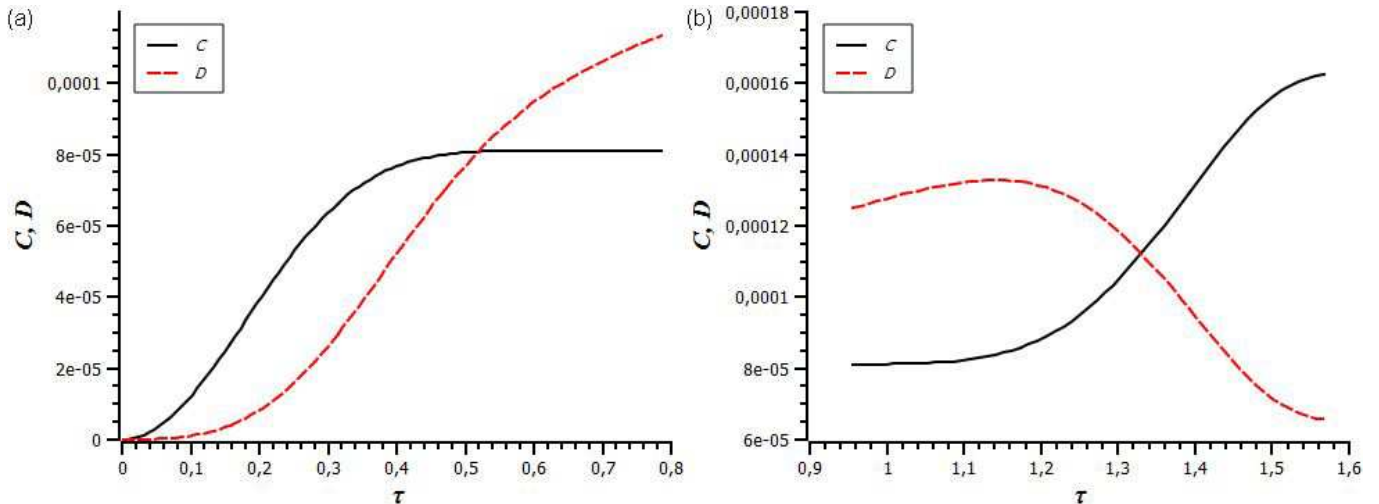 (a)
C
D
0,0001
8e-05
6e-05
4e-05
2e-05
0
C, D
0 0,1 0,2 0,3 0,4 0,5 0,6 0,7 0,8
τ
(b)
C
D
0,00018
0,00016
0,00014
0,00012
0,0001
8e-05
6e-05
C, D
0,9 1 1,1 1,2 1,3 1,4 1,5 1,6
τ